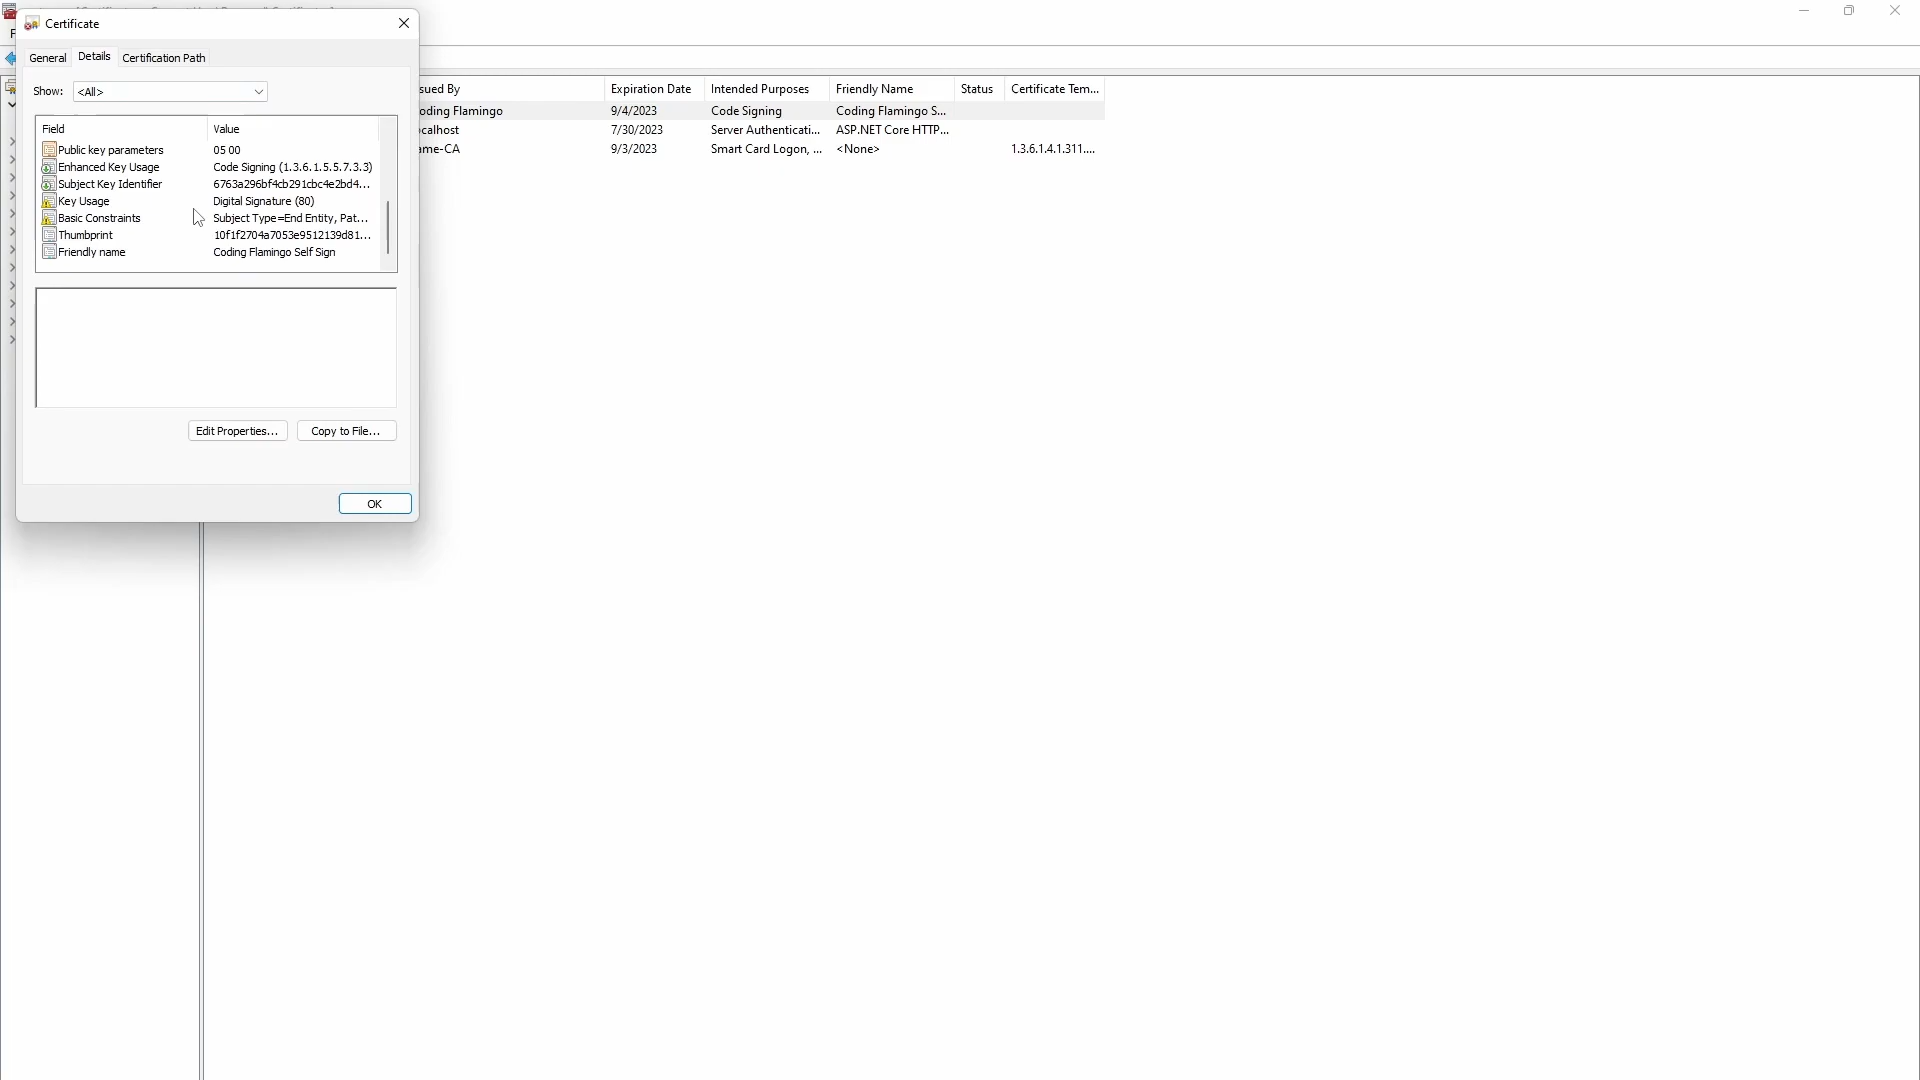 Certificate
General Details Certification Path
Show: <All>
Field Value
Public key parameters 05 00
Enhanced Key Usage Code Signing (1.3.6.1.5.5.7.3.3)
Subject Key Identifier 6763a296bf4cb291cbc4e2bd4...
Key Usage Digital Signature (80)
Basic Constraints Subject Type=End Entity, Pat...
Thumbprint 10f1f2704a7053e9512139d81...
Friendly name Coding Flamingo Self Sign
Edit Properties... Copy to File...
OK
sued By Expiration Date Intended Purposes Friendly Name Status Certificate Tem...
oding Flamingo 9/4/2023 Code Signing Coding Flamingo S...
calhost 7/30/2023 Server Authenticati... ASP.NET Core HTTP...
ame-CA 9/3/2023 Smart Card Logon, ... <None> 1.3.6.1.4.1.311....